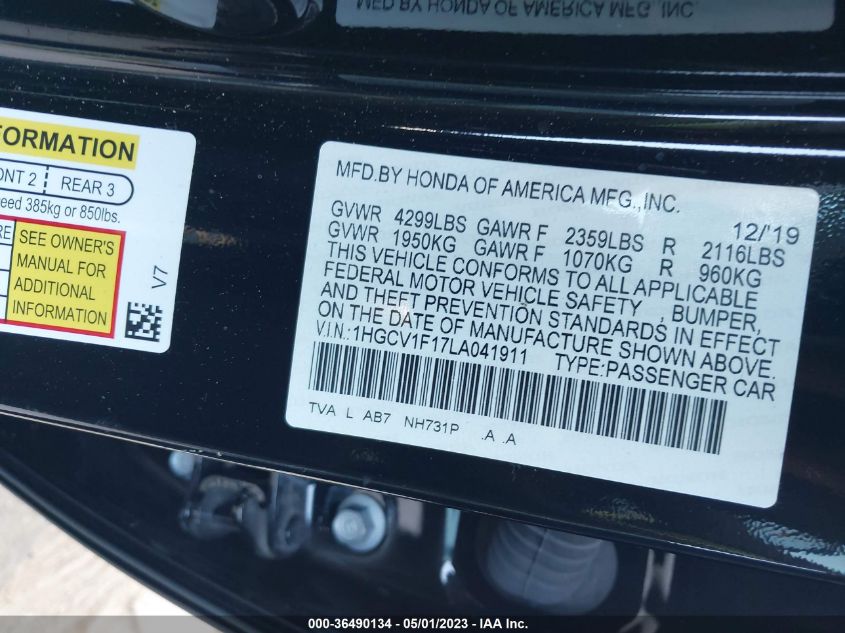 MFD BY HONDA OF AMERICA MFG., INC.
FORMATION
ONT 2 REAR 3
eed 385kg or 850lbs.
RE
SEE OWNER'S
MANUAL FOR
ADDITIONAL
INFORMATION
V7
MFD.BY HONDA OF AMERICA MFG.,INC.
12/'19
GVWR 4299LBS GAWR F 2359LBS R 2116LBS
GVWR 1950KG GAWR F 1070KG R 960KG
THIS VEHICLE CONFORMS TO ALL APPLICABLE
FEDERAL MOTOR VEHICLE SAFETY , BUMPER,
AND THEFT PREVENTION STANDARDS IN EFFECT
ON THE DATE OF MANUFACTURE SHOWN ABOVE.
V.I.N.:1HGCV1F17LA041911 TYPE:PASSENGER CAR
TVA L AB7 NH731P .A .A
000-36490134 - 05/01/2023 - IAA Inc.